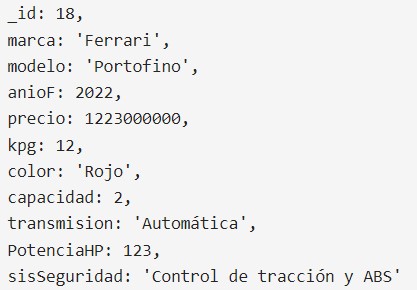 _id: 18,
marca: 'Ferrari',
modelo: 'Portofino',
anioF: 2022,
precio: 1223000000,
kpg: 12,
color: 'Rojo',
capacidad: 2,
transmision: 'Automática',
PotenciaHP: 123,
sisSeguridad: 'Control de tracción y ABS'